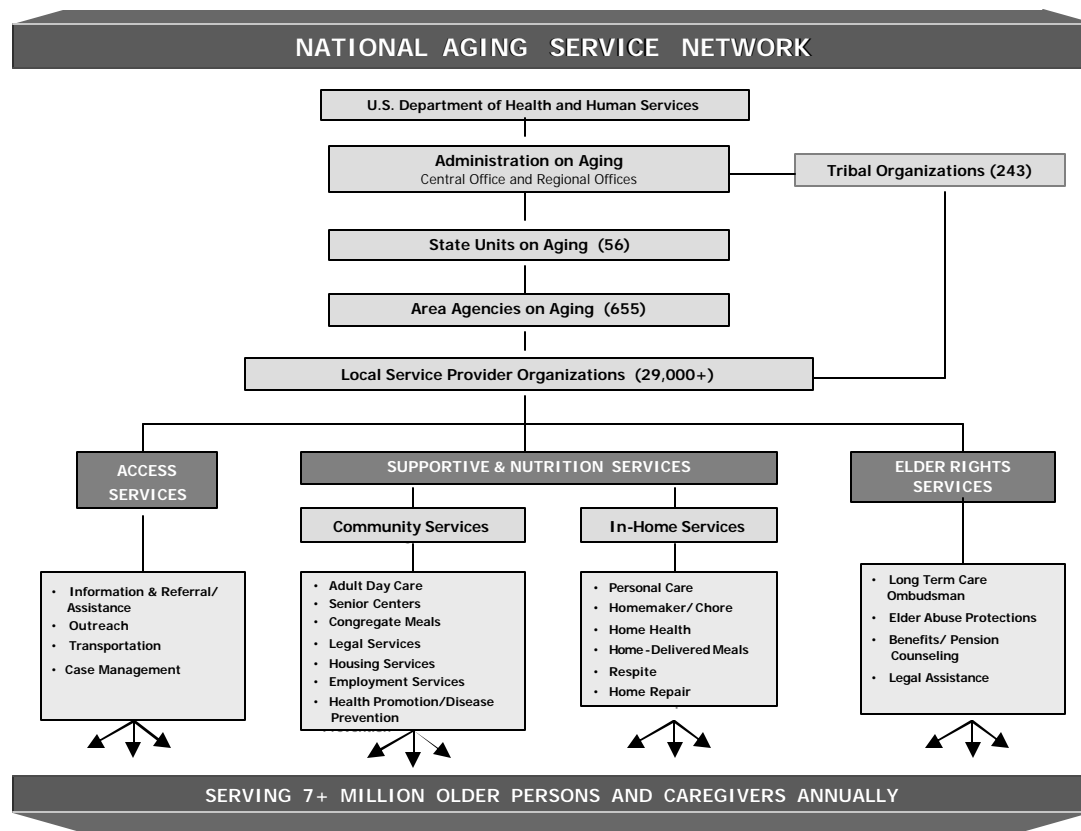 NATIONAL AGING SERVICE NETWORK
U.S. Department of Health and Human Services
Administration on Aging
Central Office and Regional Offices
Tribal Organizations (243)
State Units on Aging (56)
Area Agencies on Aging (655)
Local Service Provider Organizations (29,000+)
ACCESS
SERVICES
SUPPORTIVE & NUTRITION SERVICES
ELDER RIGHTS
SERVICES
Community Services
In-Home Services
• Information & Referral/
Assistance
• Outreach
• Transportation
• Case Management
• Adult Day Care
• Senior Centers
• Congregate Meals
• Legal Services
• Housing Services
• Employment Services
• Health Promotion/Disease
Prevention
• Personal Care
• Homemaker/Chore
• Home Health
• Home-Delivered Meals
• Respite
• Home Repair
• Long Term Care
Ombudsman
• Elder Abuse Protections
• Benefits/ Pension
Counseling
• Legal Assistance
SERVING 7+ MILLION OLDER PERSONS AND CAREGIVERS ANNUALLY